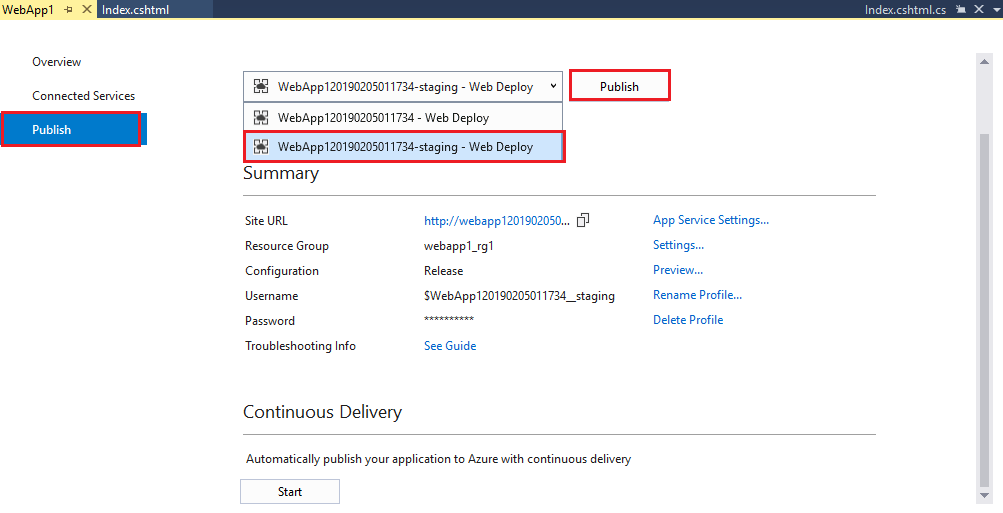 WebApp1 Index.cshtml Index.cshtml.cs
Overview
Connected Services
Publish
WebApp120190205011734-staging - Web Deploy Publish
WebApp120190205011734 - Web Deploy
WebApp120190205011734-staging - Web Deploy
Summary
Site URL http://webapp1201902050... App Service Settings...
Resource Group webapp1_rg1 Settings...
Configuration Release Preview...
Username $WebApp120190205011734__staging Rename Profile...
Password ********** Delete Profile
Troubleshooting Info See Guide
Continuous Delivery
Automatically publish your application to Azure with continuous delivery
Start